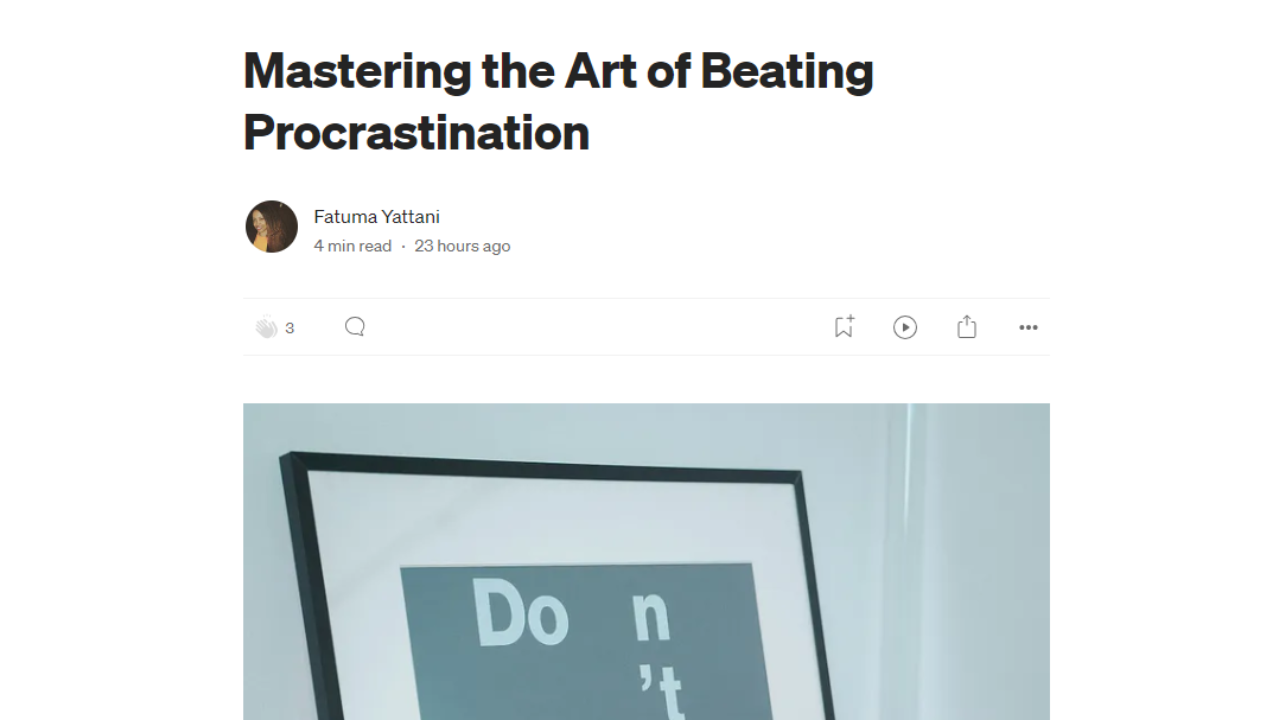 Mastering the Art of Beating
Procrastination
Fatuma Yattani
4 min read · 23 hours ago
3
Do n
't